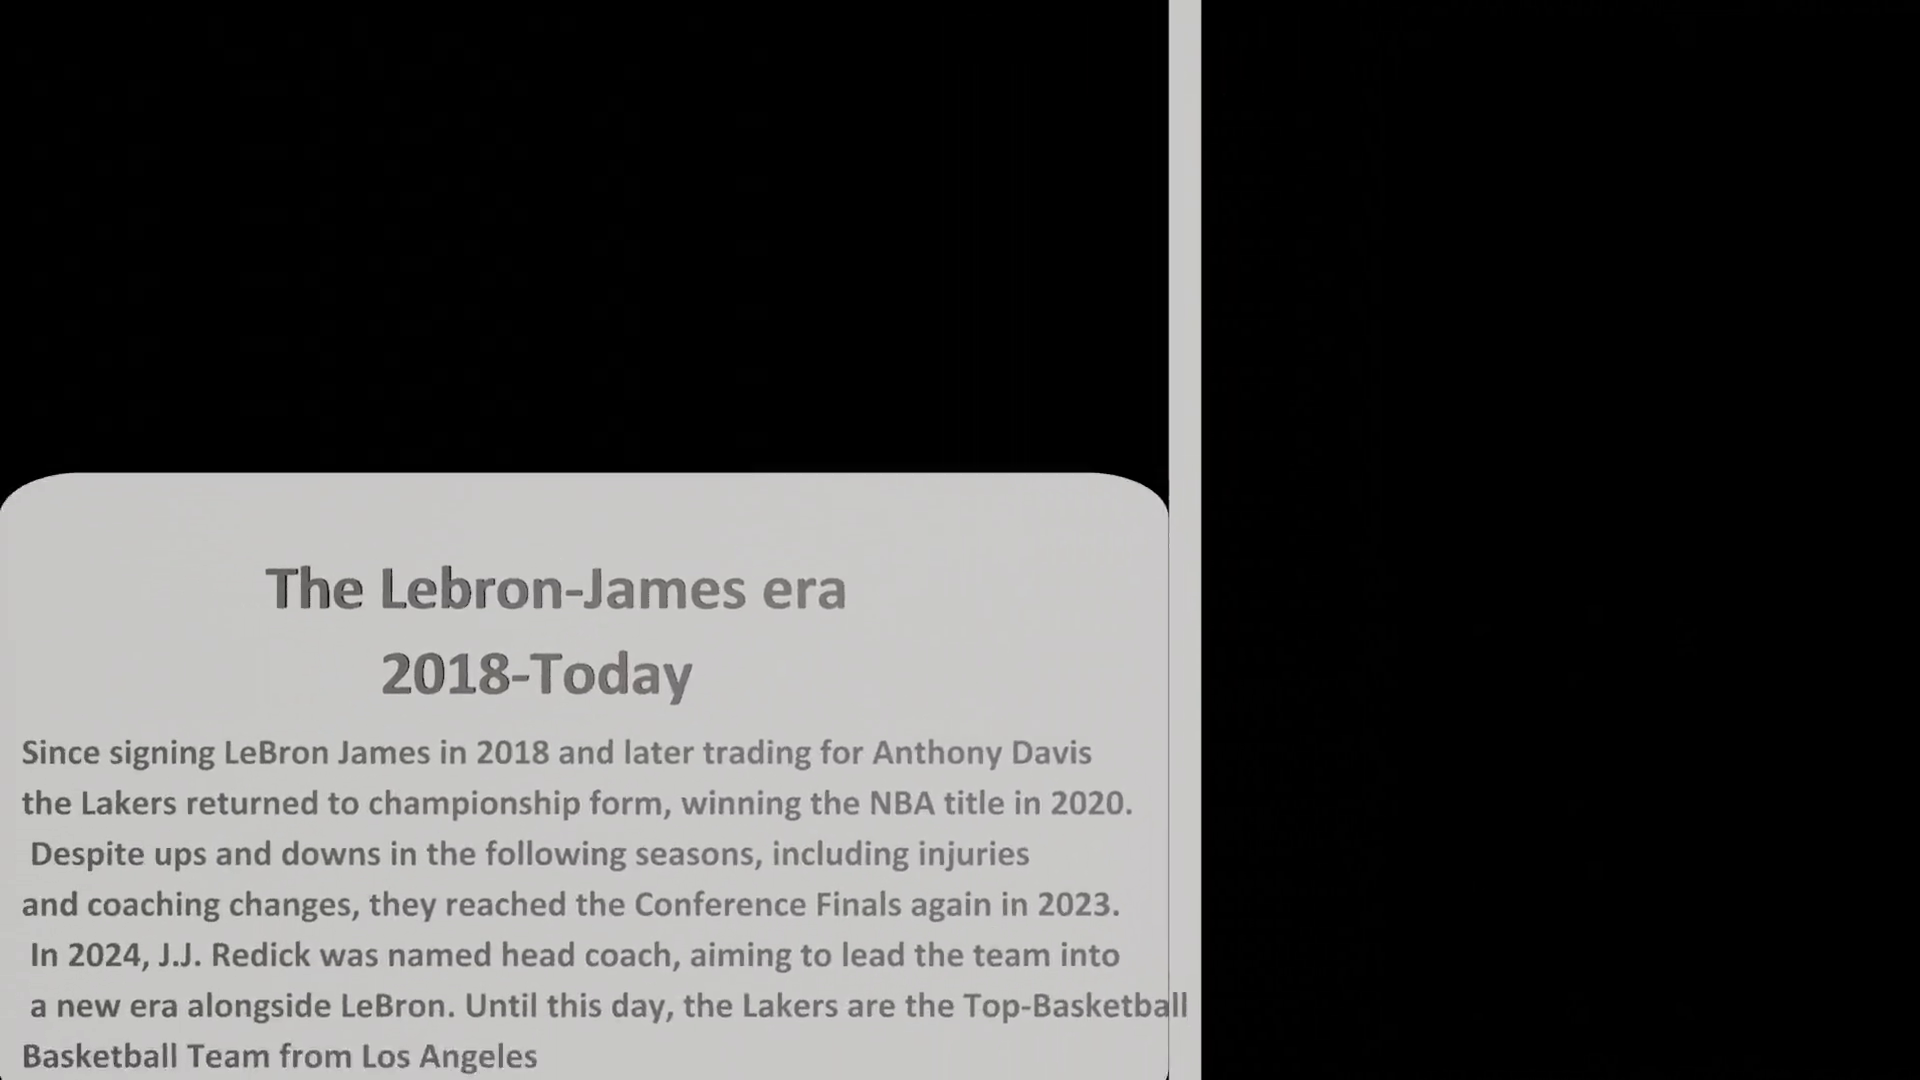 The Lebron-James era
2018-Today
Since signing LeBron James in 2018 and later trading for Anthony Davis
the Lakers returned to championship form, winning the NBA title in 2020.
Despite ups and downs in the following seasons, including injuries
and coaching changes, they reached the Conference Finals again in 2023.
In 2024, J.J. Redick was named head coach, aiming to lead the team into
a new era alongside LeBron. Until this day, the Lakers are the Top-Basketball
Basketball Team from Los Angeles